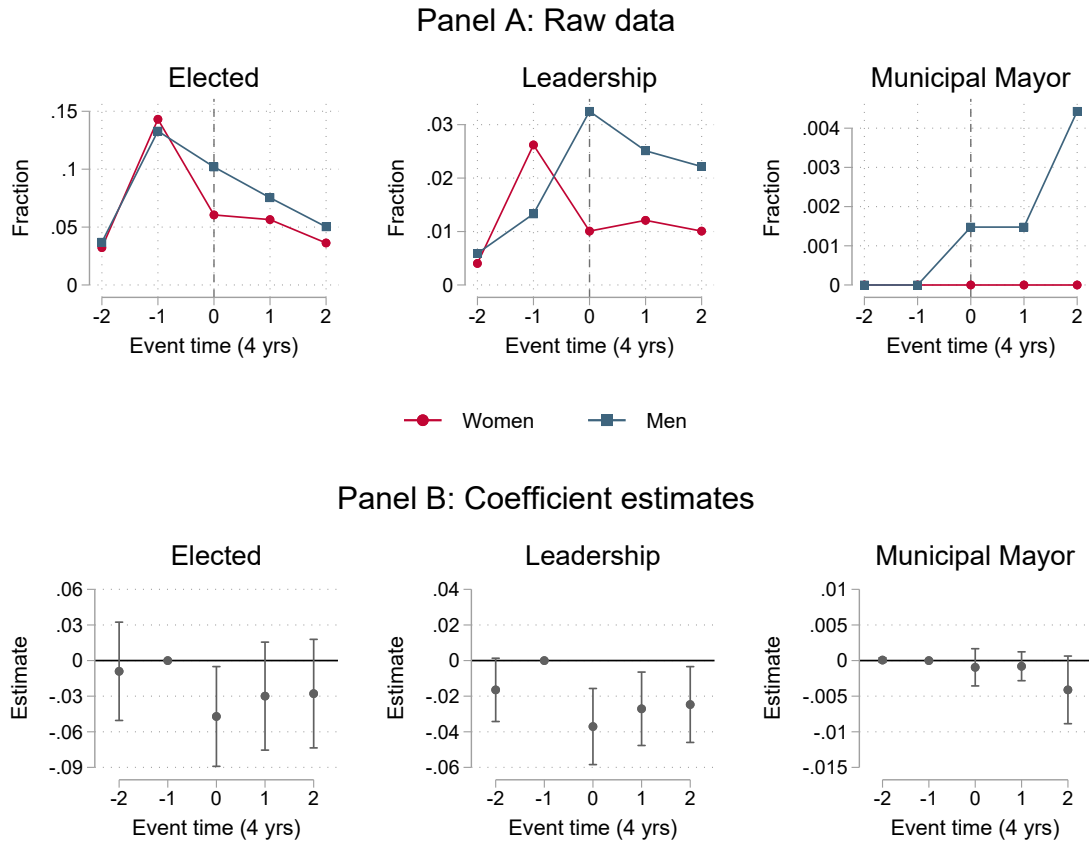 Panel A: Raw data
Elected
Leadership
Municipal Mayor
Fraction
.15
.1
.05
0
-2 -1 0 1 2
Event time (4 yrs)
Fraction
.03
.02
.01
0
-2 -1 0 1 2
Event time (4 yrs)
Fraction
.004
.003
.002
.001
0
-2 -1 0 1 2
Event time (4 yrs)
Women Men
Panel B: Coefficient estimates
Elected
Leadership
Municipal Mayor
Estimate
.06
.03
0
-.03
-.06
-.09
-2 -1 0 1 2
Event time (4 yrs)
Estimate
.04
.02
0
-.02
-.04
-.06
-2 -1 0 1 2
Event time (4 yrs)
Estimate
.01
.005
0
-.005
-.01
-.015
-2 -1 0 1 2
Event time (4 yrs)